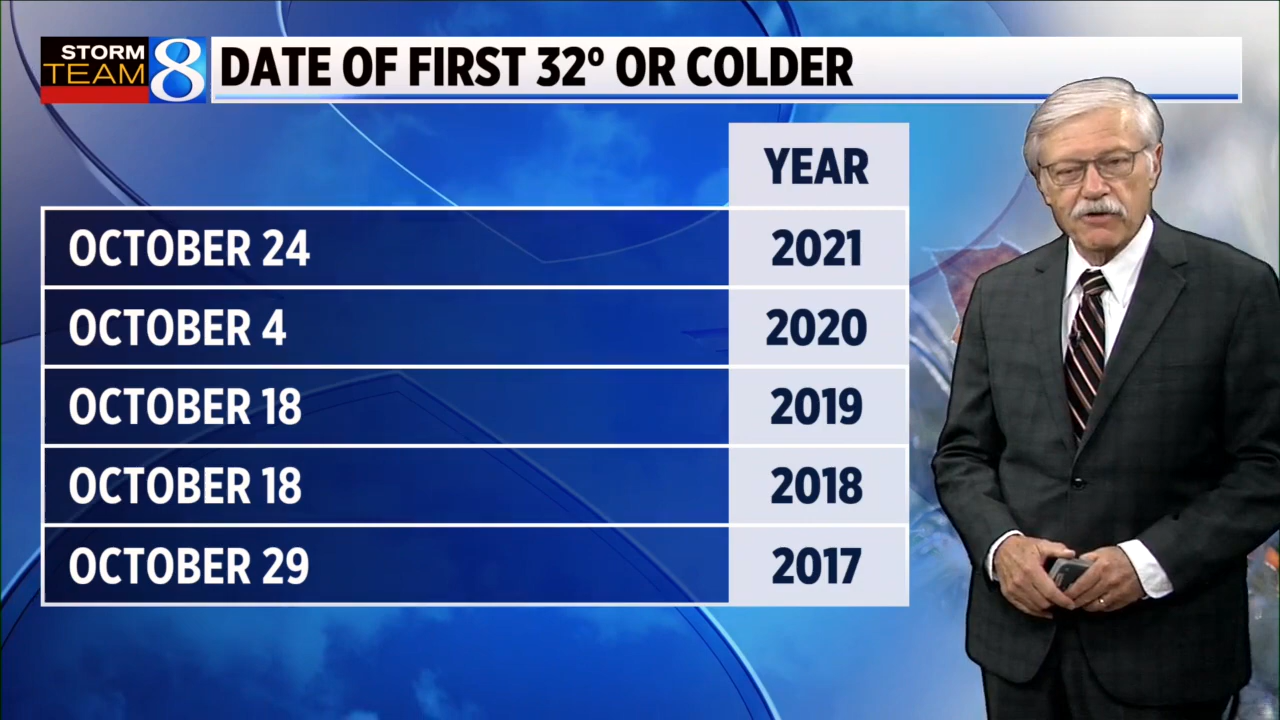 STORM
TEAM 8
DATE OF FIRST 32º OR COLDER
YEAR
OCTOBER 24 2021
OCTOBER 4 2020
OCTOBER 18 2019
OCTOBER 18 2018
OCTOBER 29 2017